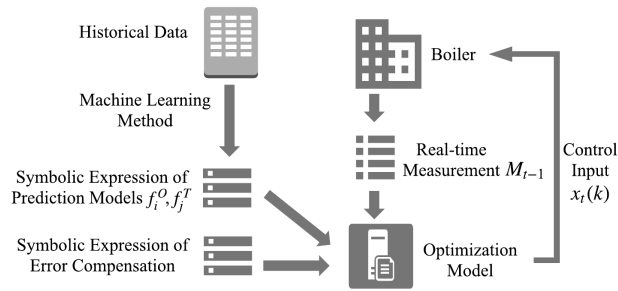 Historical Data
Boiler
Machine Learning
Method
Real-time
Measurement M_{t−1}
Control
Input
x_t(k)
Symbolic Expression of
Prediction Models f_i^O, f_j^T
Symbolic Expression of
Error Compensation
Optimization
Model